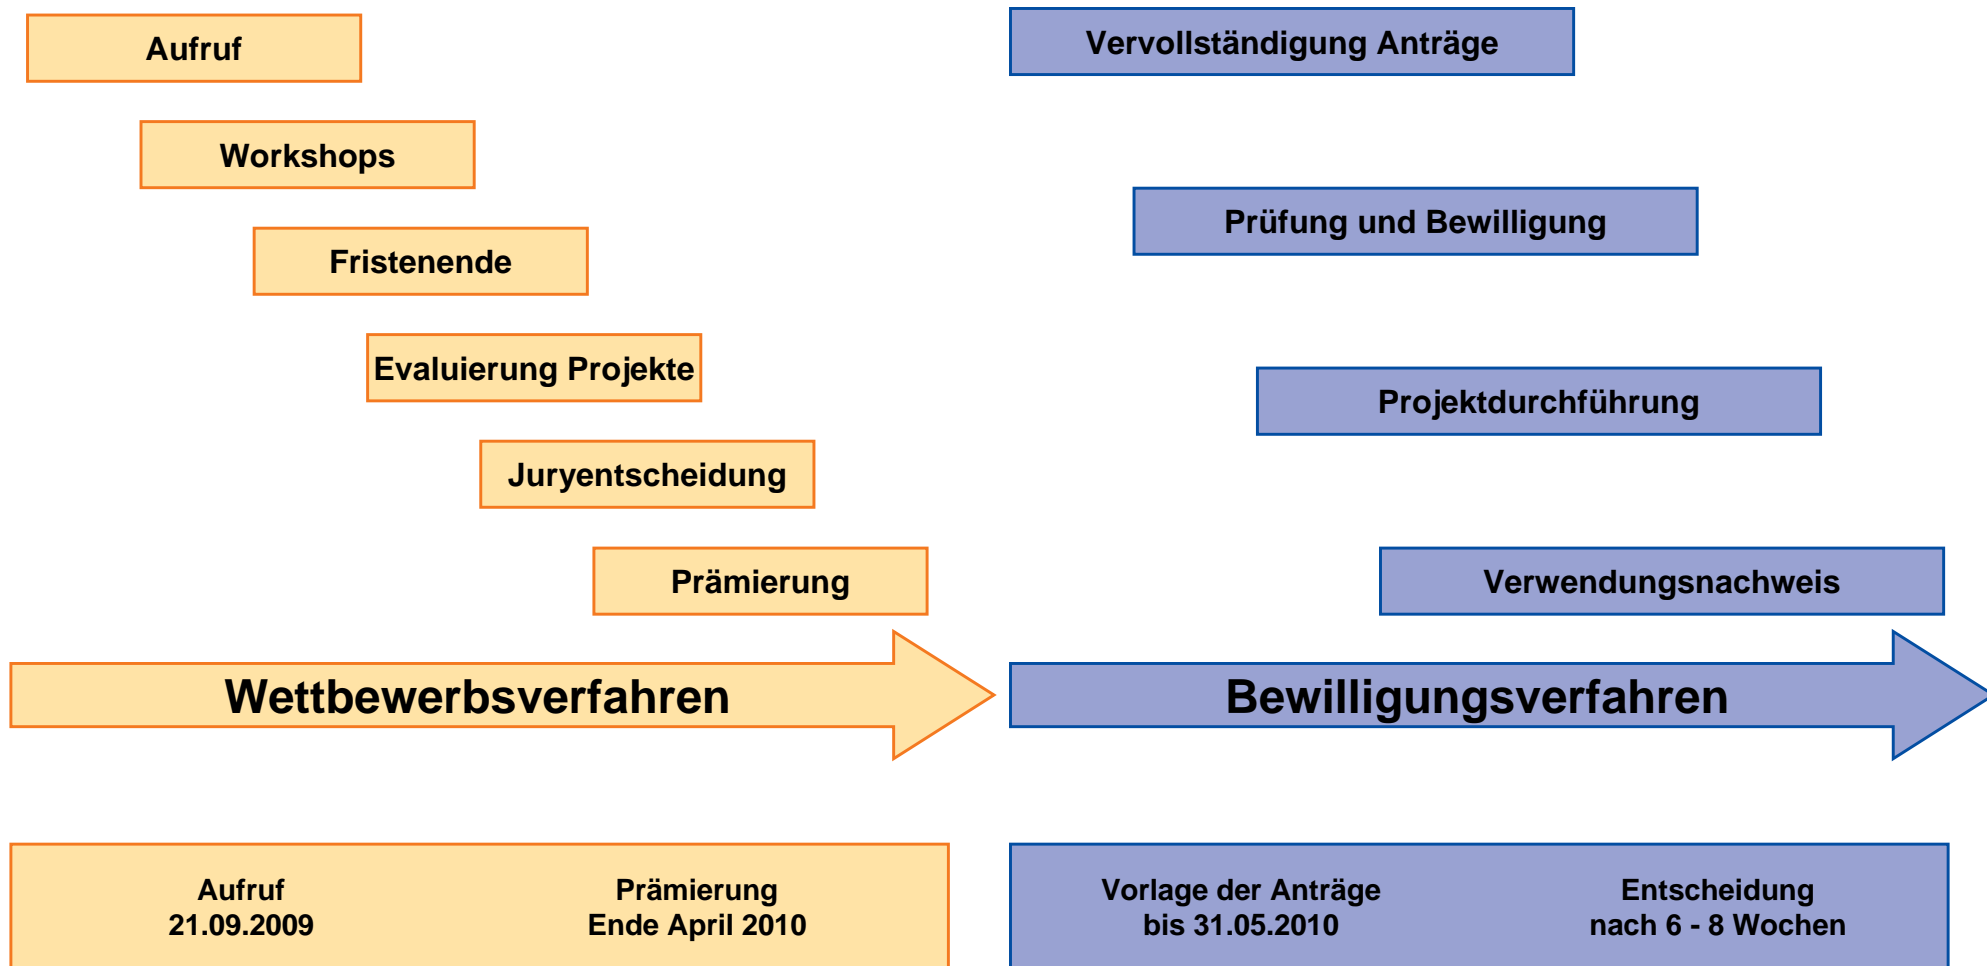 Aufruf
Workshops
Fristenende
Evaluierung Projekte
Juryentscheidung
Prämierung
Wettbewerbsverfahren
Aufruf
21.09.2009
Prämierung
Ende April 2010
Vervollständigung Anträge
Prüfung und Bewilligung
Projektdurchführung
Verwendungsnachweis
Bewilligungsverfahren
Vorlage der Anträge
bis 31.05.2010
Entscheidung
nach 6 - 8 Wochen